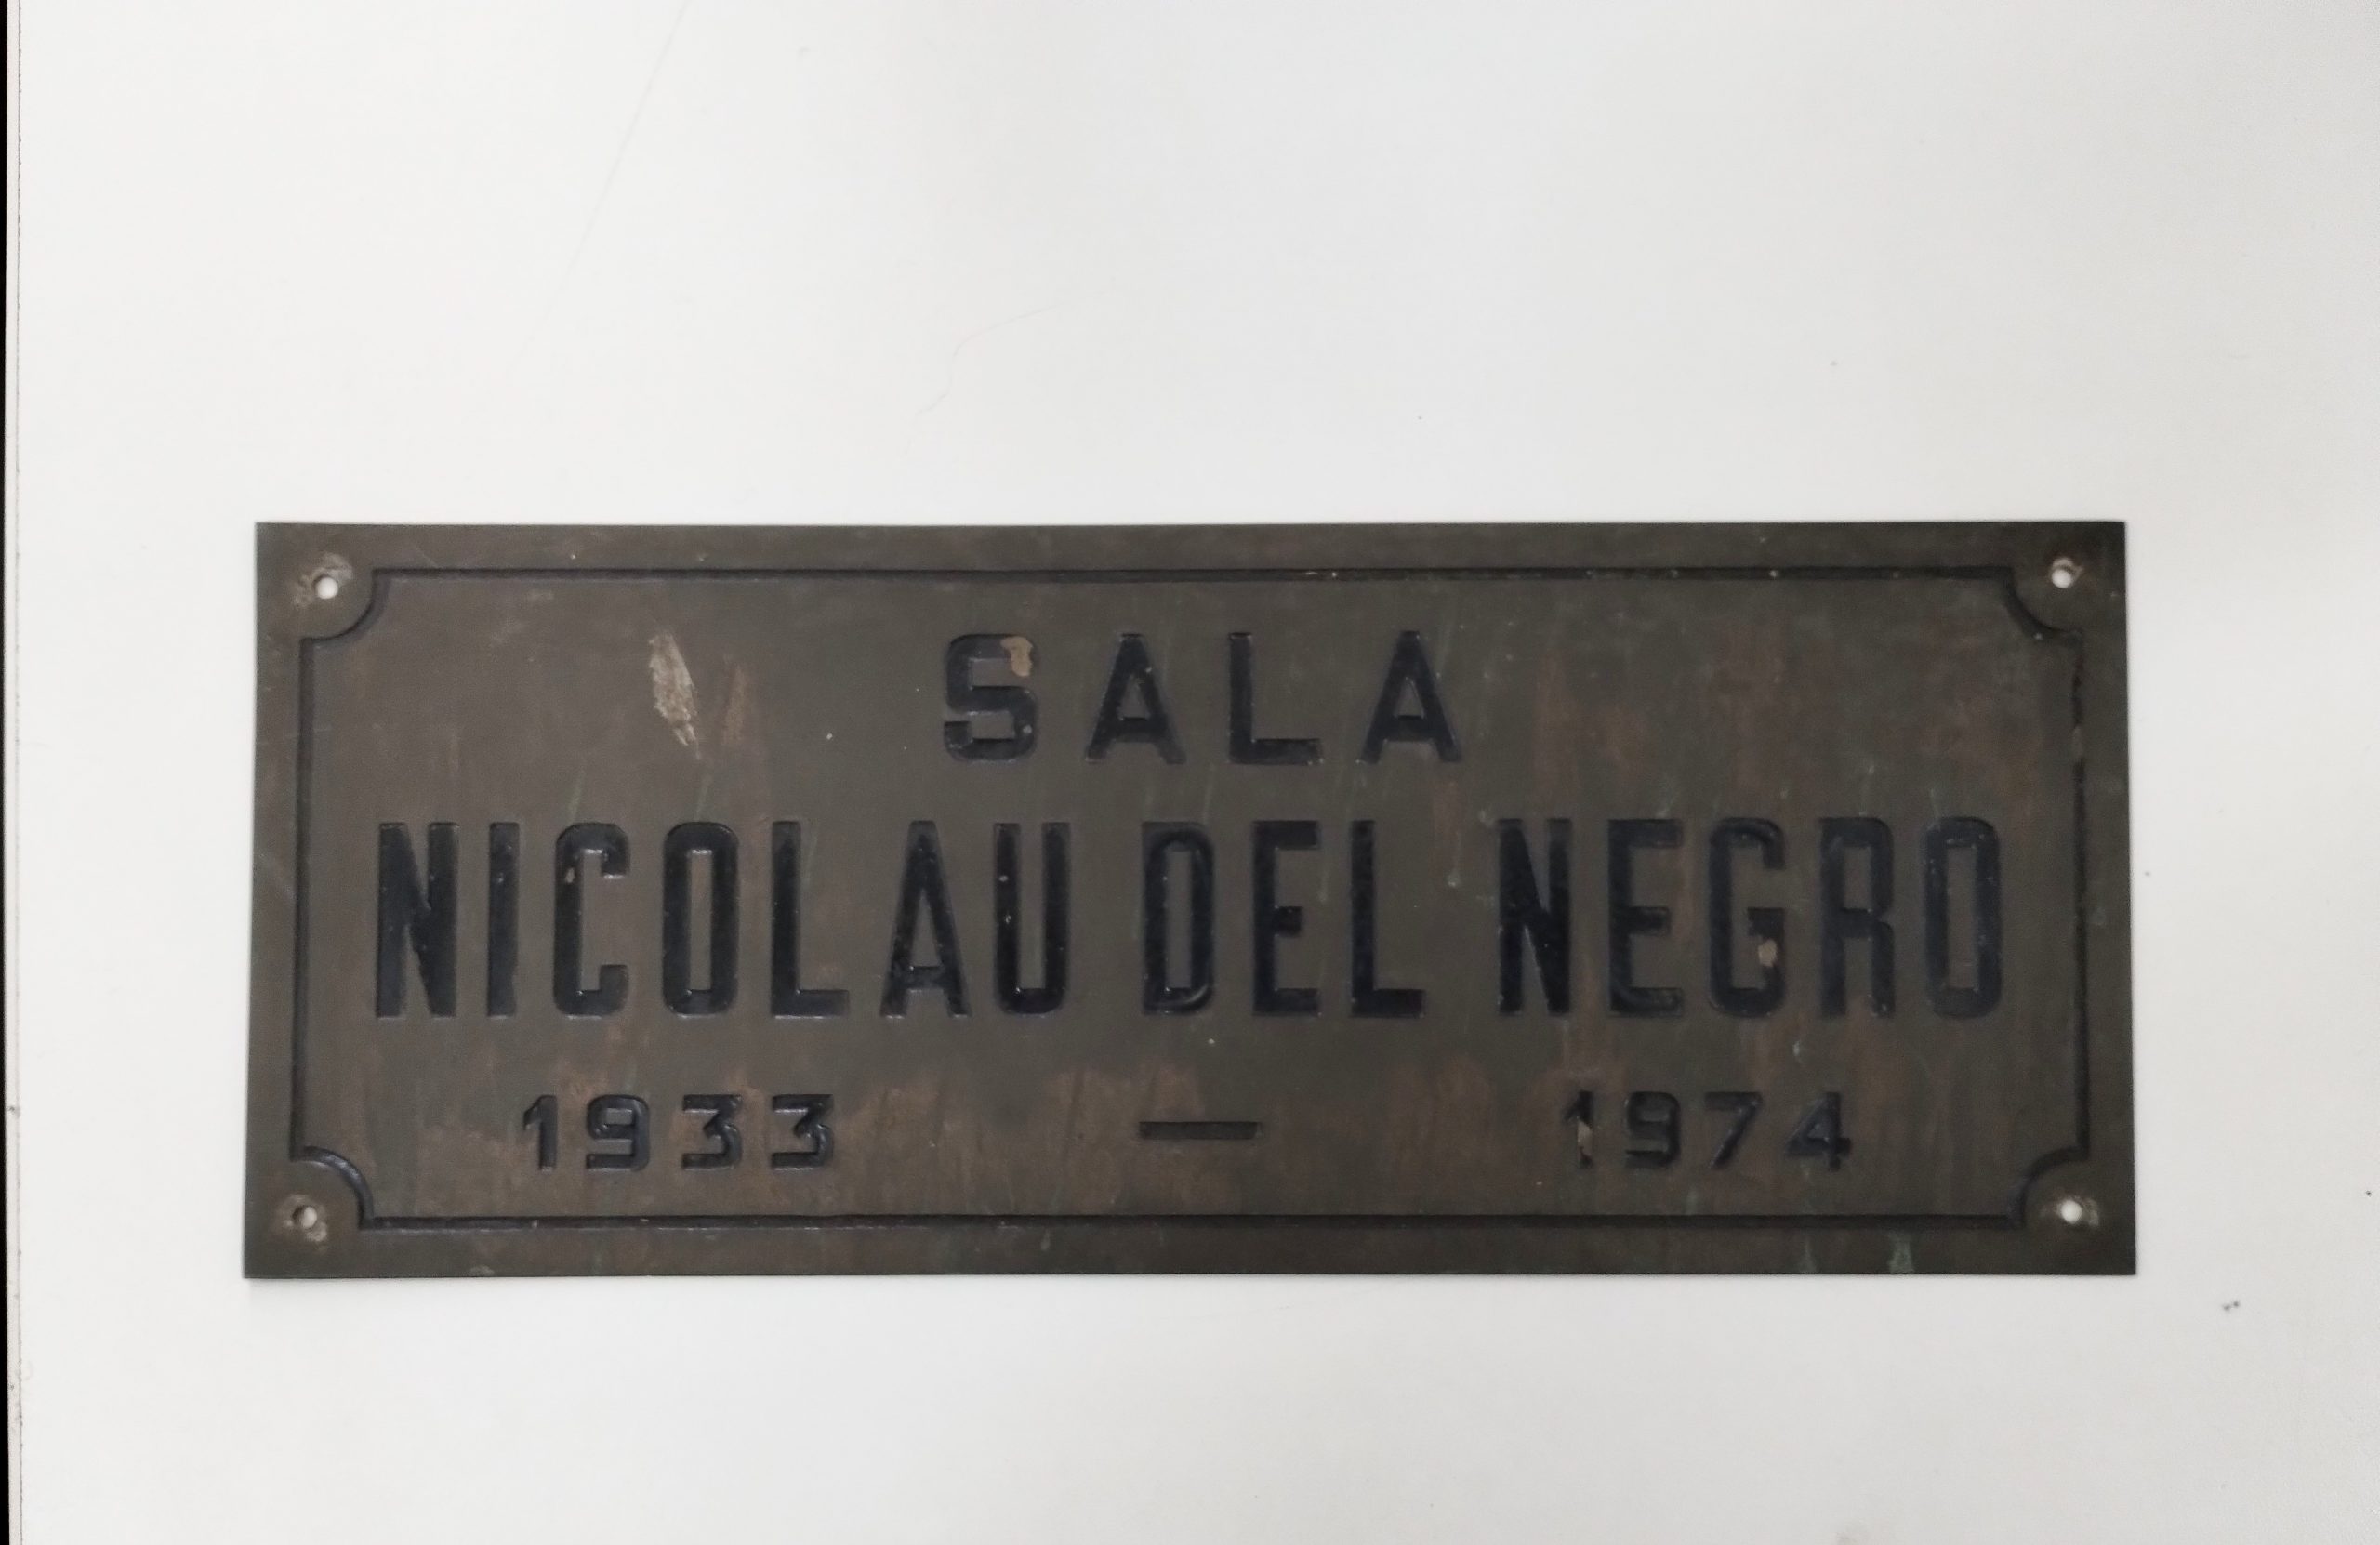 SALA
NICOLAU DEL NEGRO
1933 — 1974